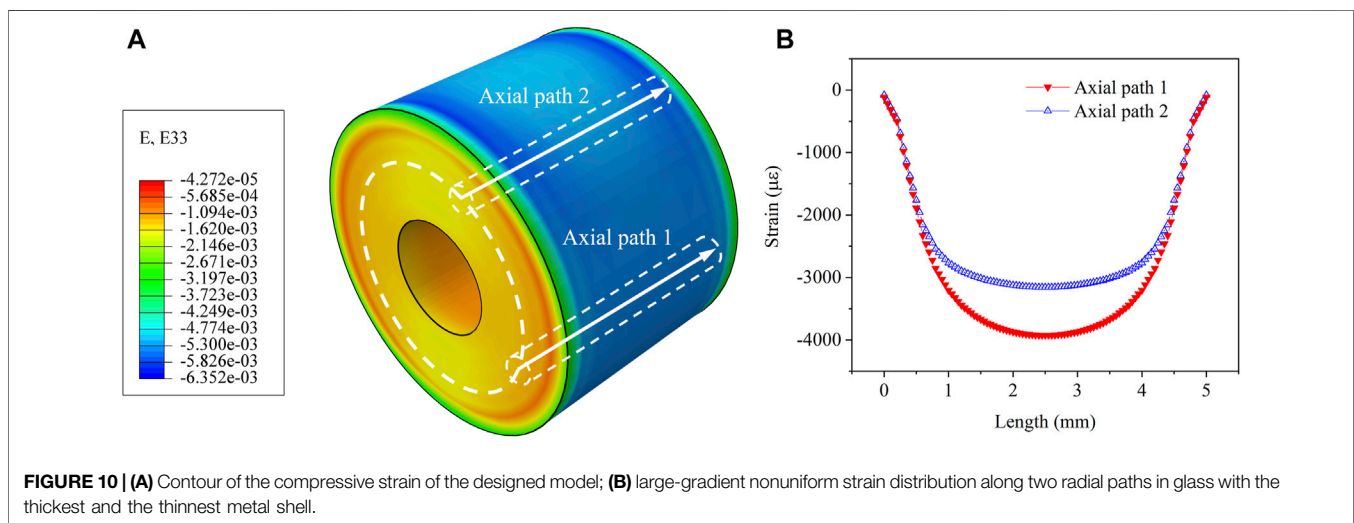 A
E, E33
-4.272e-05
-5.685e-04
-1.094e-03
-1.620e-03
-2.146e-03
-2.671e-03
-3.197e-03
-3.723e-03
-4.249e-03
-4.774e-03
-5.300e-03
-5.826e-03
-6.352e-03
Axial path 2
Axial path 1
B
Axial path 1
Axial path 2
0
-1000
-2000
-3000
-4000
Strain (με)
0 1 2 3 4 5
Length (mm)
FIGURE 10 | (A) Contour of the compressive strain of the designed model; (B) large-gradient nonuniform strain distribution along two radial paths in glass with the
thickest and the thinnest metal shell.